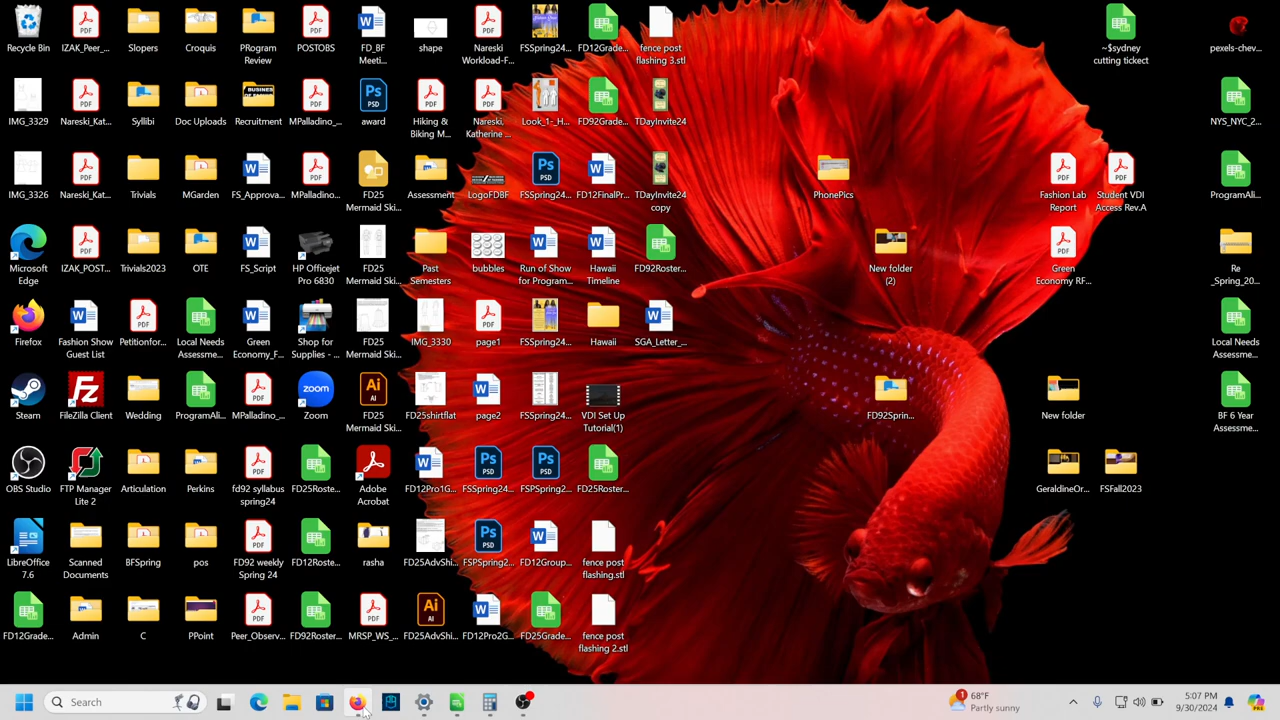 Recycle Bin
IZAK_Peer_...
Slopers
Croquis
PRogram
Review
POSTOBS
FD_BF
Meeti...
shape
Nareski
Workload-F...
FSSpring24...
FD12Grade...
fence post
flashing 3.stl
~$sydney
cutting tickect
pexels-chev...
IMG_3329
Nareski_Kat...
Syllibi
Doc Uploads
Recruitment
MPalladino_...
award
Hiking &
Biking M...
Nareski,
Katherine ...
Look_1-_H...
FD92Grade...
TDayInvite24
NYS_NYC_2...
IMG_3326
Nareski_Kat...
Trivials
MGarden
FS_Approva...
MPalladino_...
FD25
Mermaid Ski...
Assessment
LogoFDBF
FSSpring24...
FD12FinalPr...
TDayInvite24
copy
PhonePics
Fashion Lab
Report
Student VDI
Access Rev.A
ProgramAli...
Microsoft
Edge
IZAK_POST...
Trivials2023
OTE
FS_Script
HP Officejet
Pro 6830
FD25
Mermaid Ski...
Past
Semesters
bubbles
Run of Show
for Program...
Hawaii
Timeline
FD92Roster...
New folder
(2)
Green
Economy RF...
Re
_Spring_20...
Firefox
Fashion Show
Guest List
Petitionfor...
Local Needs
Assessme...
Green
Economy_F...
Shop for
Supplies - ...
FD25
Mermaid Ski...
IMG_3330
page1
FSSpring24...
Hawaii
SGA_Letter_...
Local Needs
Assessme...
Steam
FileZilla Client
Wedding
ProgramAli...
MPalladino_...
Zoom
FD25
Mermaid Ski...
FD25shirtflat
page2
FSSpring24...
VDI Set Up
Tutorial(1)
FD92Sprin...
New folder
BF 6 Year
Assessme...
OBS Studio
FTP Manager
Lite 2
Articulation
Perkins
fd92 syllabus
spring24
FD25Roste...
Adobe
Acrobat
FD12Pro1G...
FSSpring24...
FSPSpring2...
FD25Roster...
GeraldineOr...
FSFall2023
LibreOffice
7.6
Scanned
Documents
BFSpring
pos
FD92 weekly
Spring 24
FD12Roste...
rasha
FD25AdvShi...
FSPSpring2...
FD12Group...
fence post
flashing.stl
FD12Grade...
Admin
C
PPoint
Peer_Observ...
FD92Roster...
MRSP_WS_...
FD25AdvShi...
FD12Pro2G...
FD25Grade...
fence post
flashing 2.stl
Search
1
68°F
Partly sunny
5:07 PM
9/30/2024